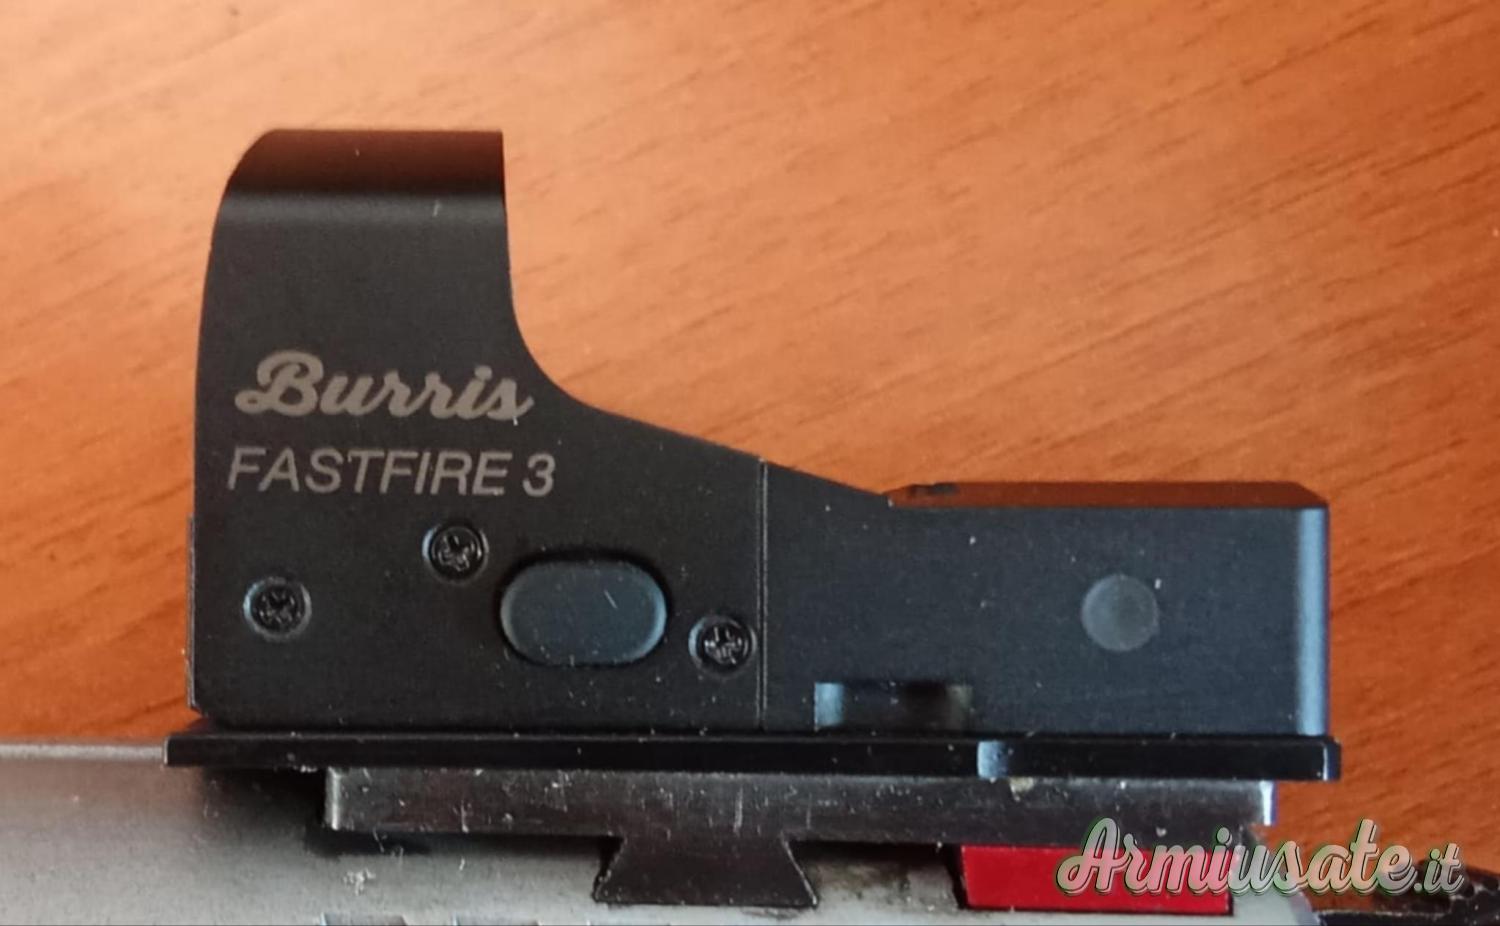 Burris
FASTFIRE 3
Armiusate.it